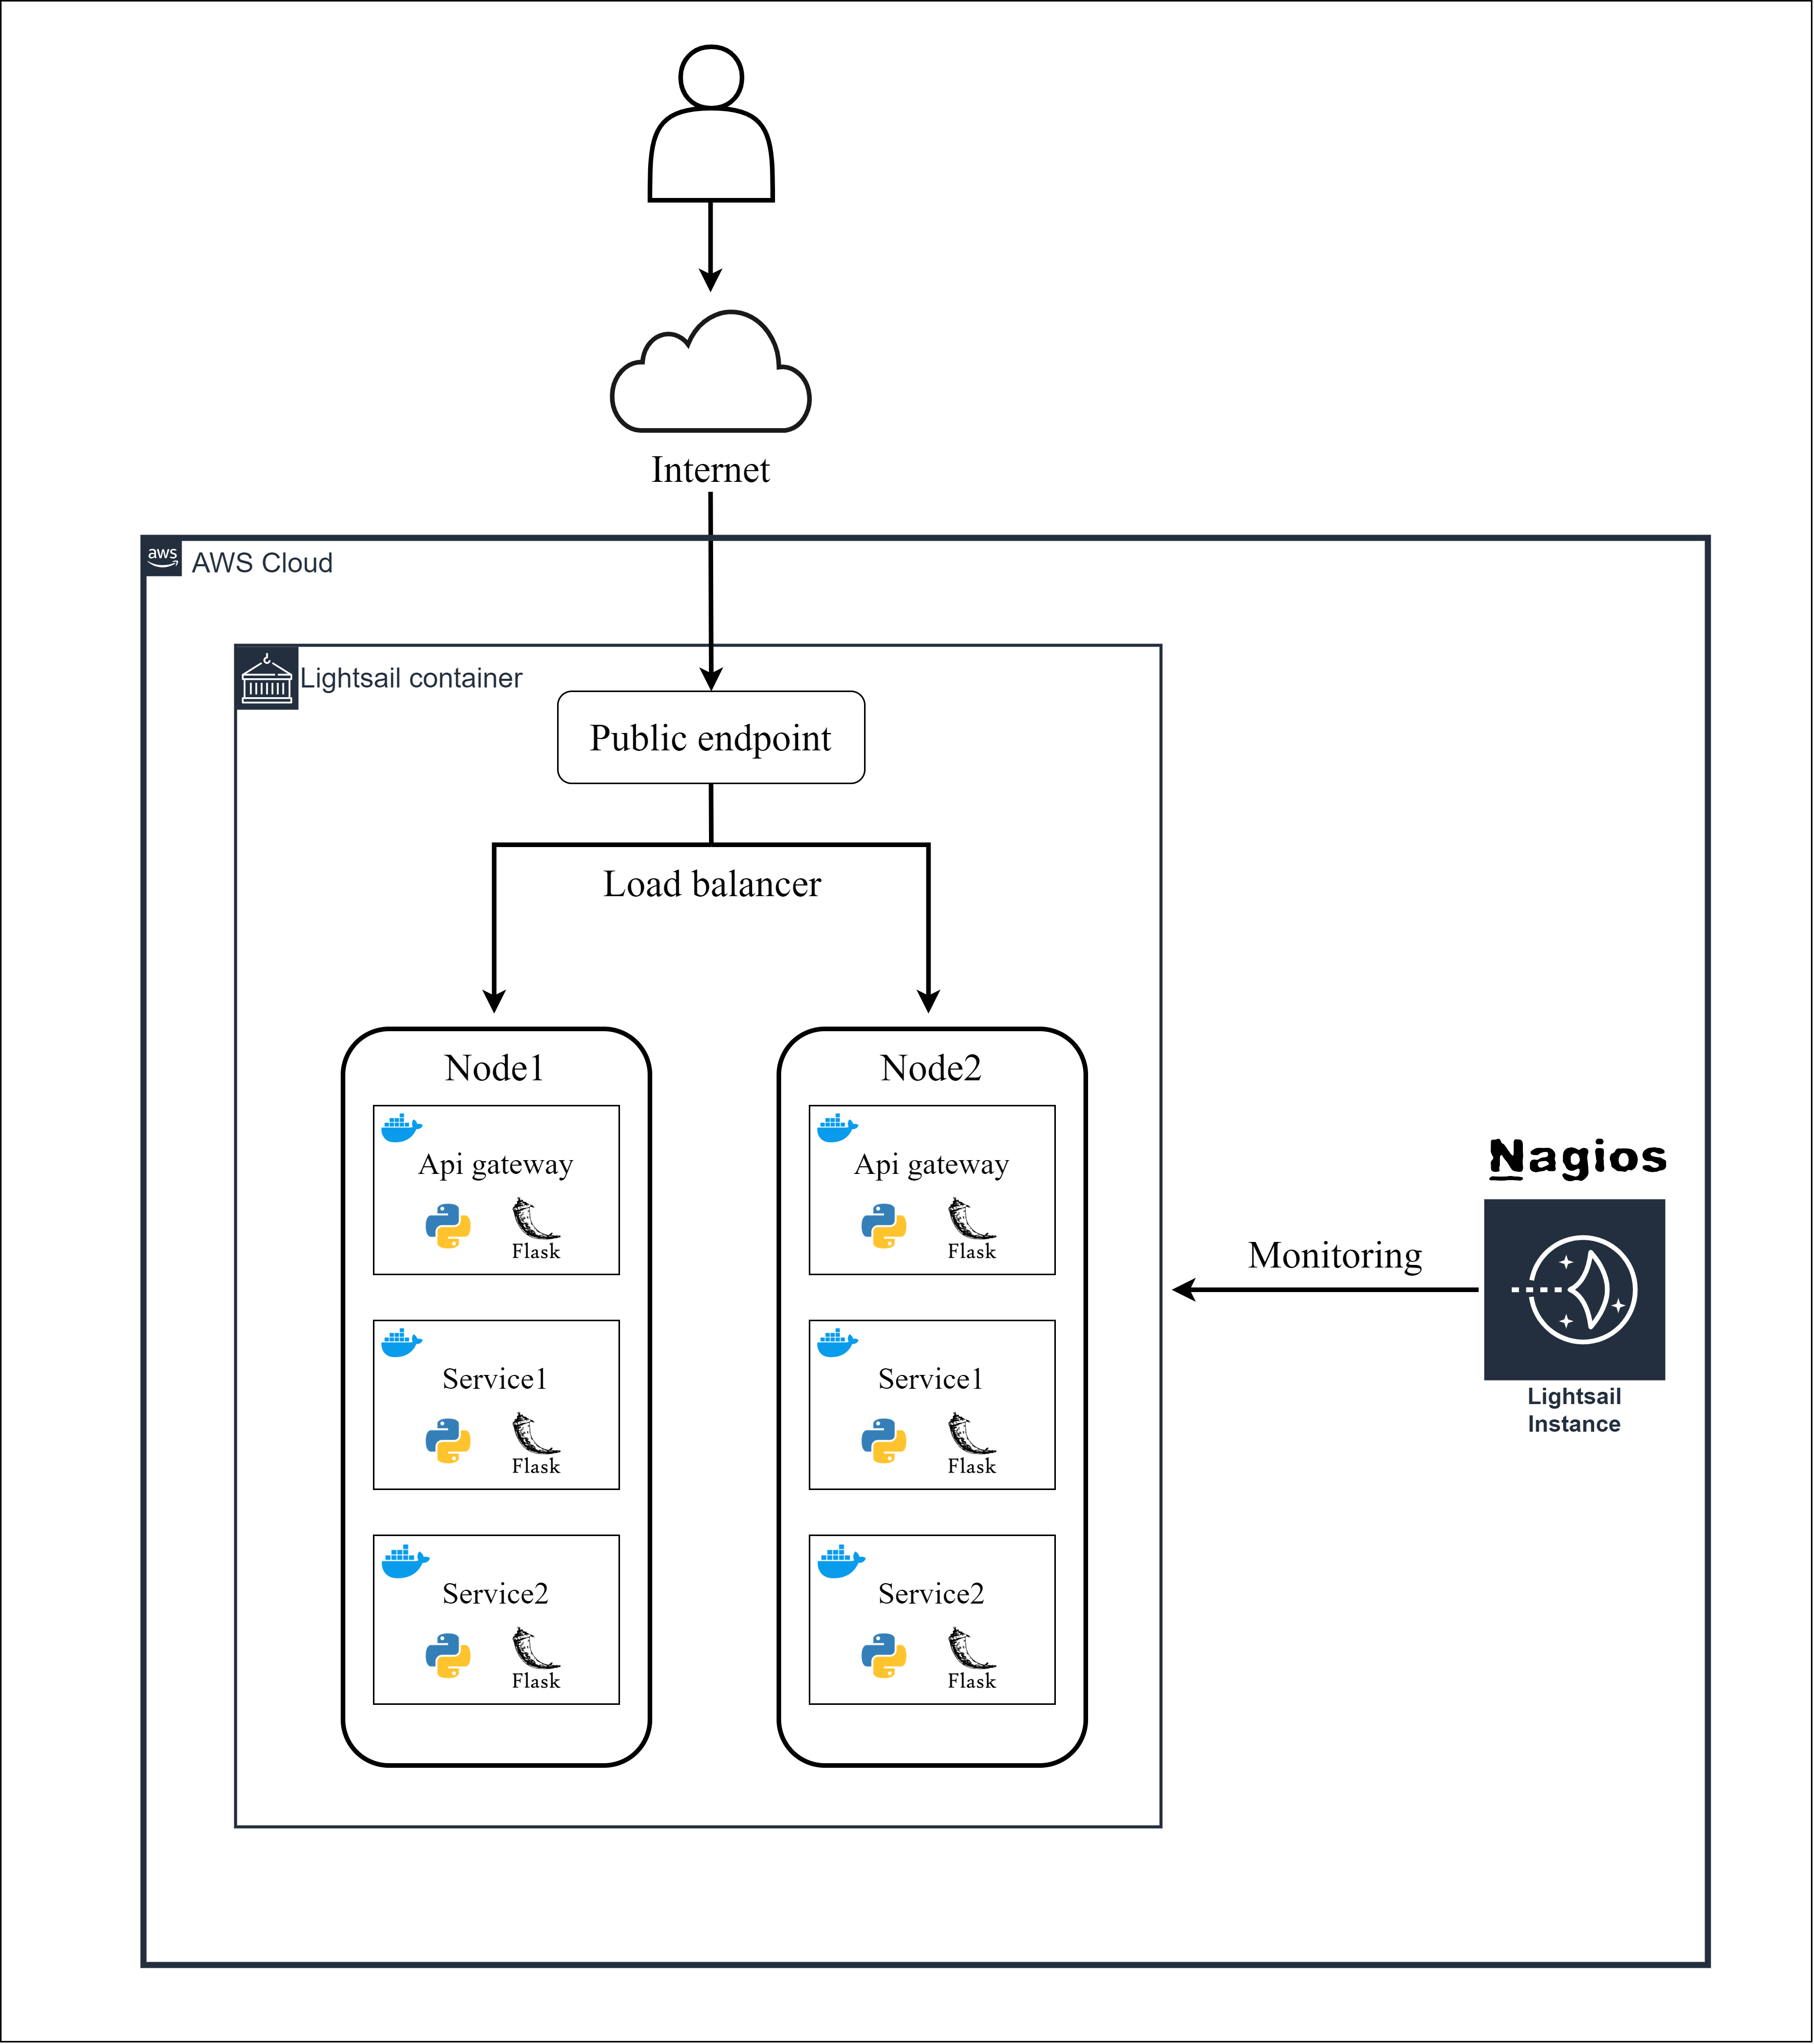 Internet
aws
AWS Cloud
Lightsail container
Public endpoint
Load balancer
Node1
Node2
Api gateway
Flask
Api gateway
Flask
Service1
Flask
Service1
Flask
Service2
Flask
Service2
Flask
Nagios
Monitoring
Lightsail
Instance